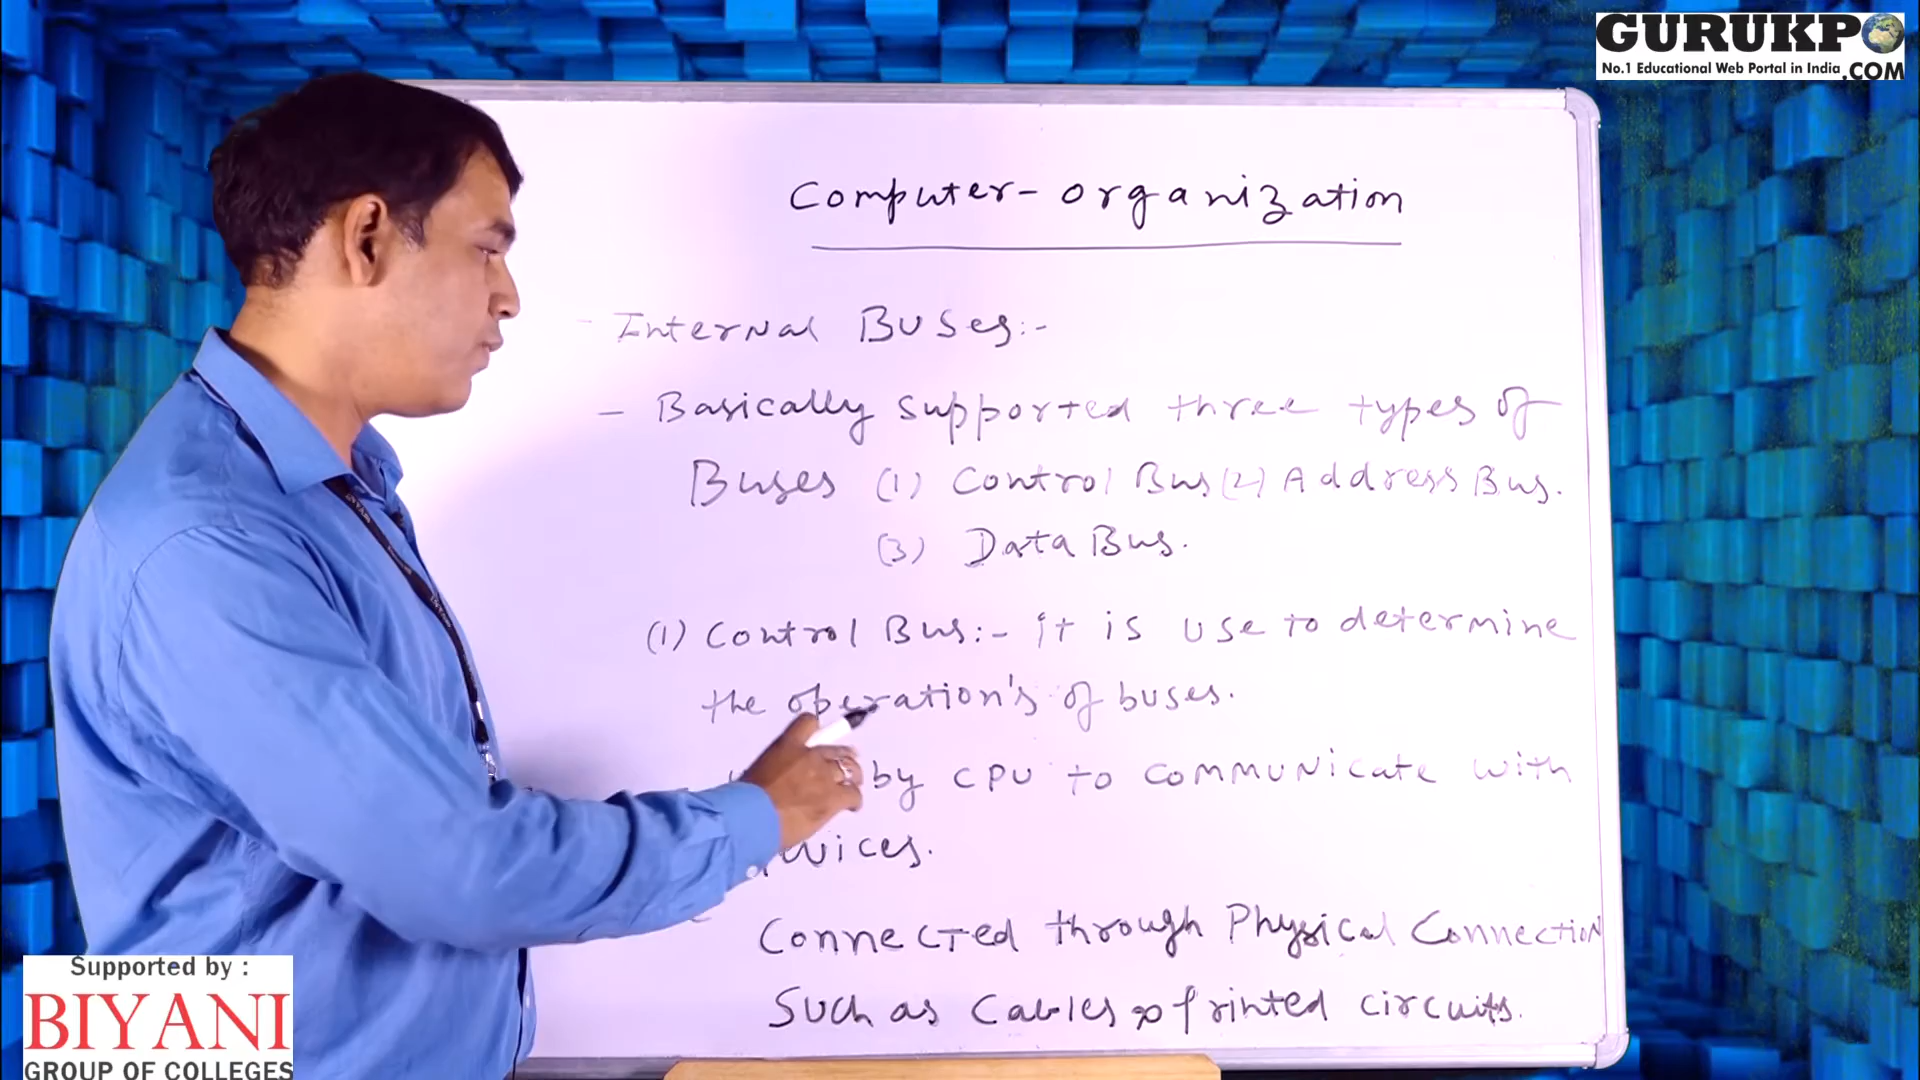 GURUKPO
No.1 Educational Web Portal in India .COM
Computer-organization
Internal Buses:-
- Basically supported three types of
Buses (1) Control Bus (2) Address Bus.
(3) Data Bus.
(1) Control Bus:- it is use to determine
the operation's of buses.
by CPU to communicate with
Connected through Physical Connection
Such as Cables printed circuits.
Supported by :
BIYANI
GROUP OF COLLEGES